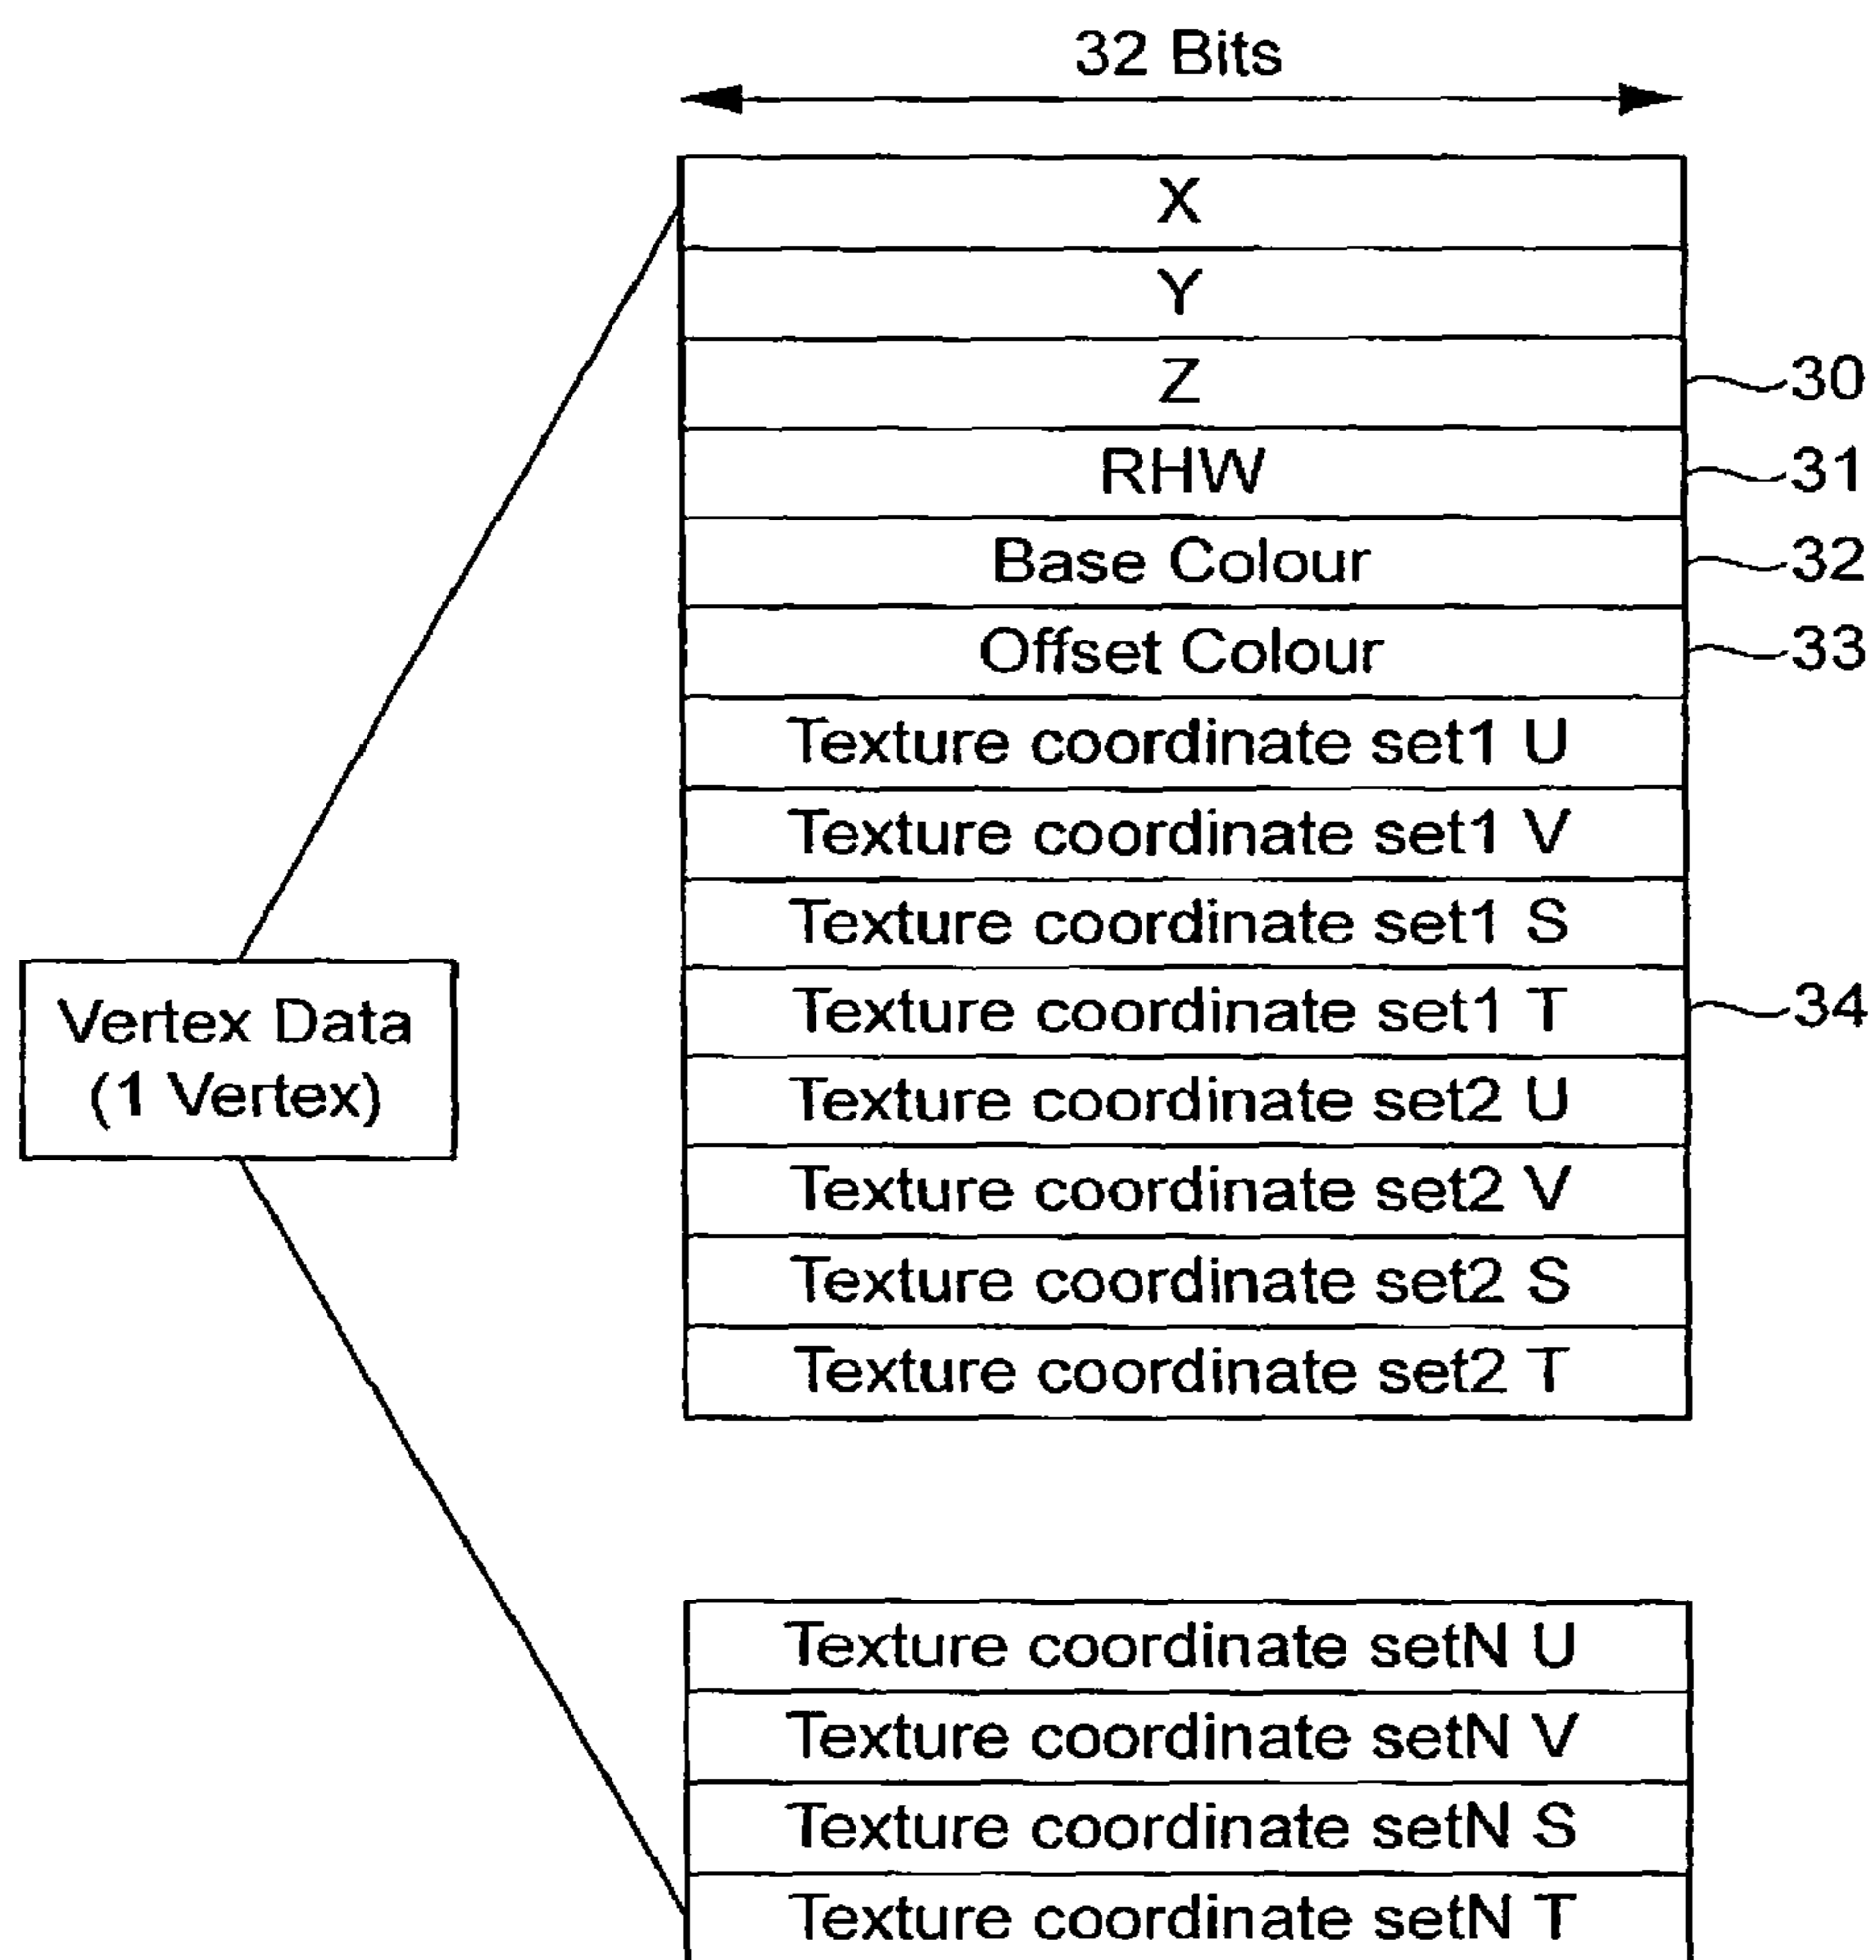 32 Bits
X
Y
Z
30
RHW
31
Base Colour
32
Offset Colour
33
Texture coordinate set1 U
Texture coordinate set1 V
Texture coordinate set1 S
Texture coordinate set1 T
34
Texture coordinate set2 U
Texture coordinate set2 V
Texture coordinate set2 S
Texture coordinate set2 T
Vertex Data
(1 Vertex)
Texture coordinate setN U
Texture coordinate setN V
Texture coordinate setN S
Texture coordinate setN T